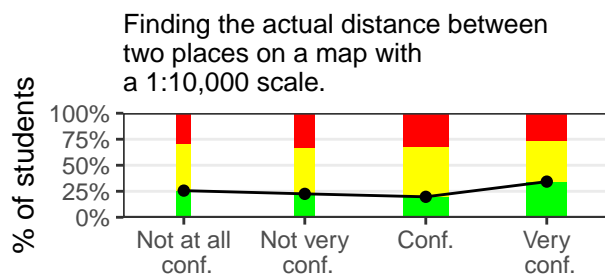 Finding the actual distance between
two places on a map with
a 1:10,000 scale.
% of students
100%
75%
50%
25%
0%
Not at all
conf.
Not very
conf.
Conf.
Very
conf.